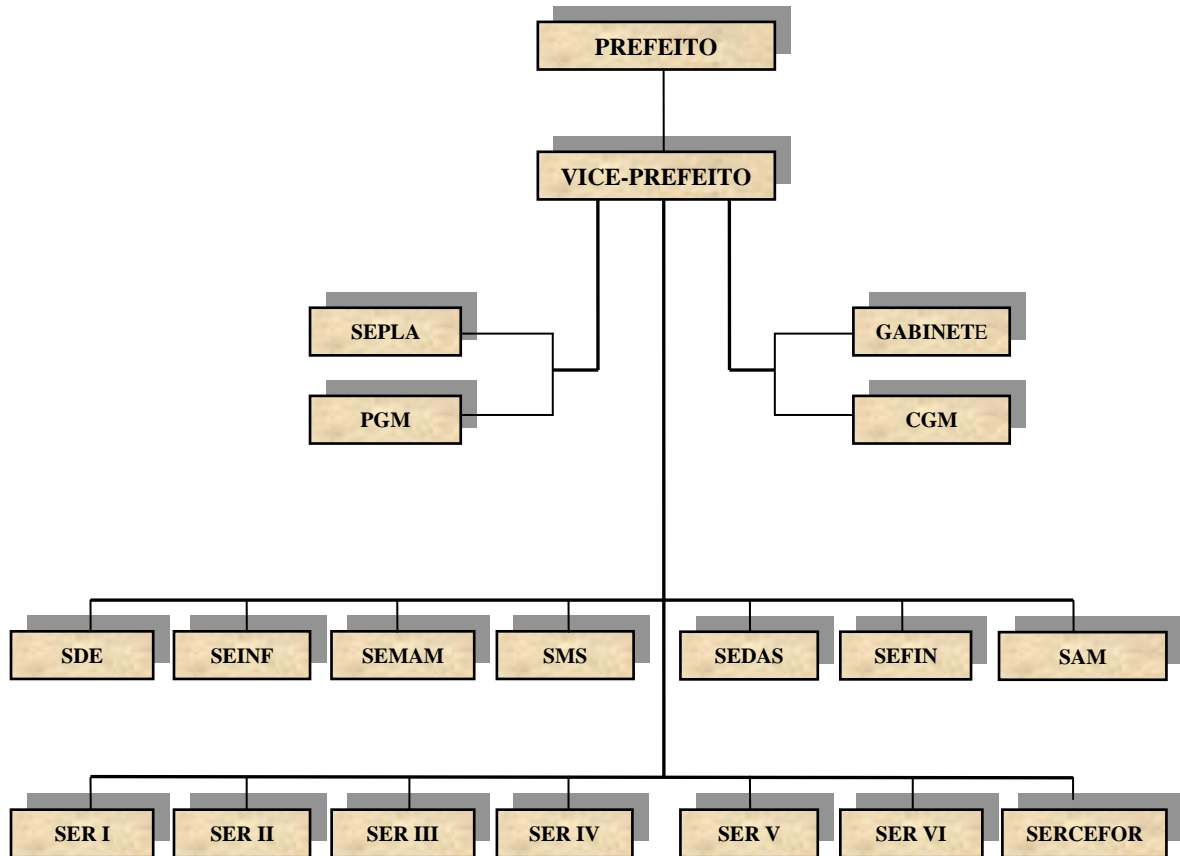 PREFEITO
VICE-PREFEITO
SEPLA
GABINETE
PGM
CGM
SDE
SEINF
SEMAM
SMS
SEDAS
SEFIN
SAM
SER I
SER II
SER III
SER IV
SER V
SER VI
SERCEFOR